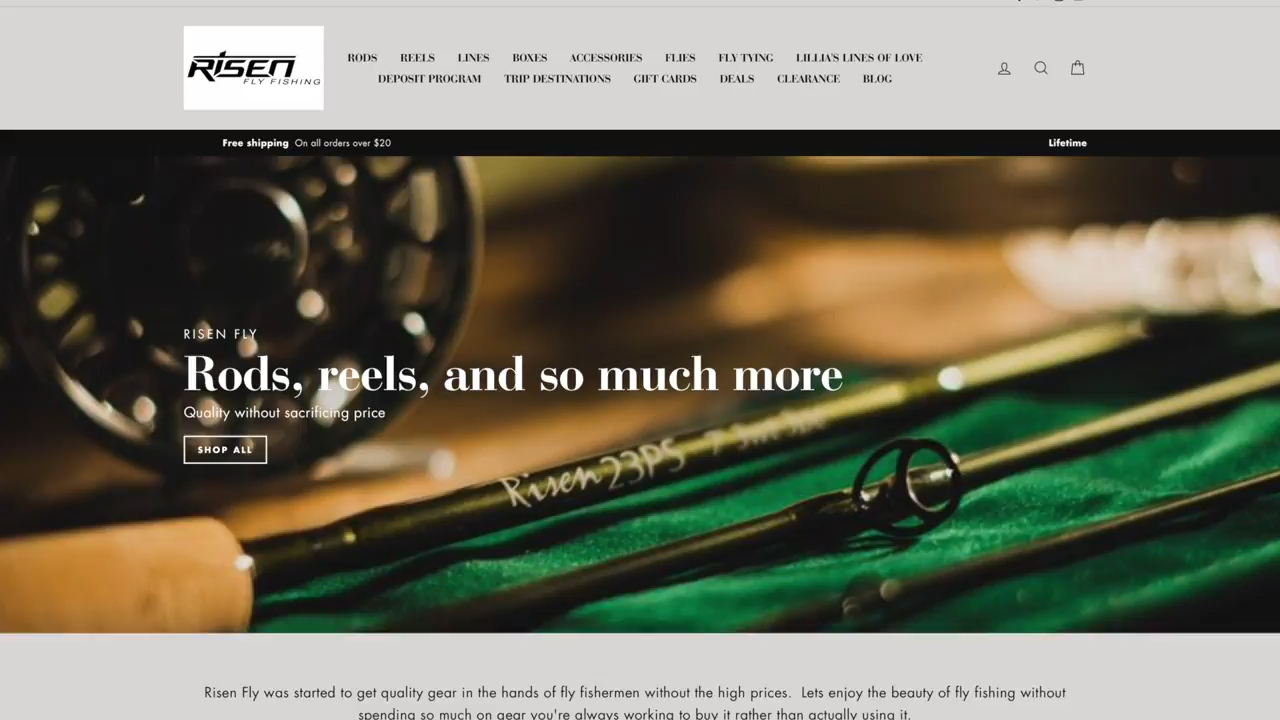 RISEN
FLY FISHING
RODS REELS LINES BOXES ACCESSORIES FLIES FLY TYING LILLIA'S LINES OF LOVE
DEPOSIT PROGRAM TRIP DESTINATIONS GIFT CARDS DEALS CLEARANCE BLOG
Free shipping On all orders over $20
Lifetime
RISEN FLY
Rods, reels, and so much more
Quality without sacrificing price
SHOP ALL
Risen 23PS
Risen Fly was started to get quality gear in the hands of fly fishermen without the high prices. Lets enjoy the beauty of fly fishing without
spending so much on gear you're always working to buy it rather than actually using it.